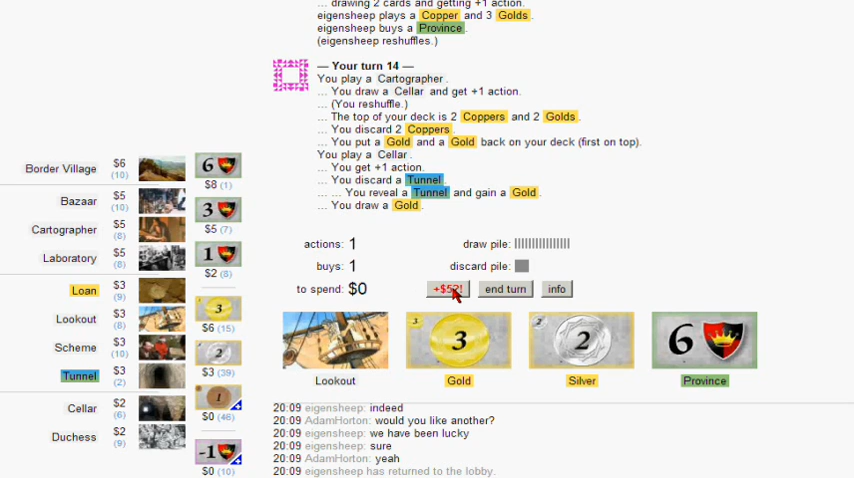 ... drawing 2 cards and getting +1 action.
eigensheep plays a Copper and 3 Golds.
eigensheep buys a Province.
(eigensheep reshuffles.)
— Your turn 14 —
You play a Cartographer.
... You draw a Cellar and get +1 action.
... (You reshuffle.)
... The top of your deck is 2 Coppers and 2 Golds.
... You discard 2 Coppers.
... You put a Gold and a Gold back on your deck (first on top).
You play a Cellar.
... You get +1 action.
... You discard a Tunnel.
... ... You reveal a Tunnel and gain a Gold.
... You draw a Gold.
Border Village $6 (10)
Bazaar $5 (10)
Cartographer $5 (8)
Laboratory $5 (8)
Loan $3 (9)
Lookout $3 (8)
Scheme $3 (10)
Tunnel $3 (2)
Cellar $2 (6)
Duchess $2 (9)
6 $8 (1)
3 $5 (7)
1 $2 (8)
3 $6 (15)
2 $3 (39)
1 $0 (46)
-1 $0 (10)
actions: 1 draw pile:
buys: 1 discard pile:
to spend: $0 end turn info
3 3 2 2 6
Lookout Gold Silver Province
20:09 eigensheep: indeed
20:09 AdamHorton: would you like another?
20:09 eigensheep: we have been lucky
20:09 eigensheep: sure
20:09 AdamHorton: yeah
20:09 eigensheep has returned to the lobby.